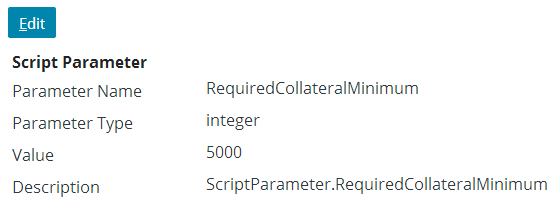 Edit
Script Parameter
Parameter Name RequiredCollateralMinimum
Parameter Type integer
Value 5000
Description ScriptParameter.RequiredCollateralMinimum